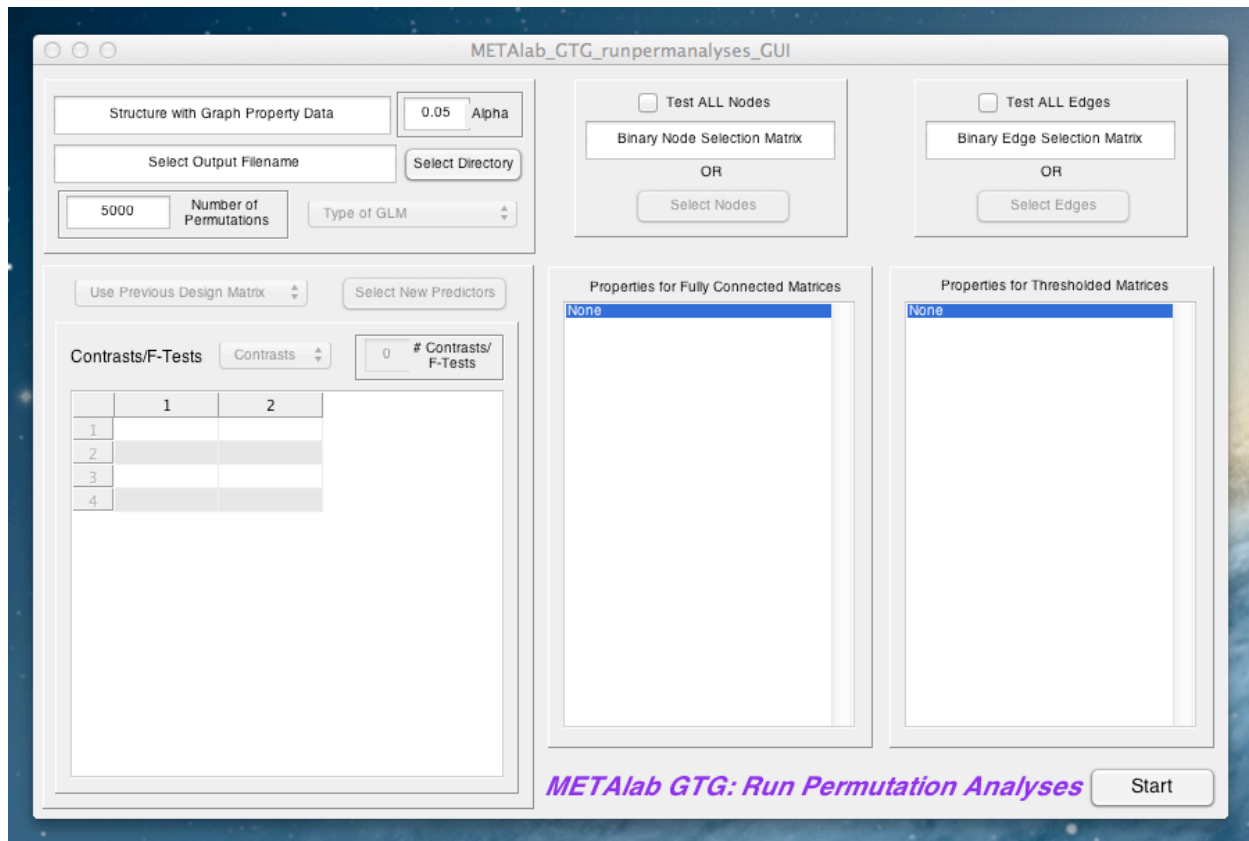 METAlab_GTG_runpermanalyses_GUI
Structure with Graph Property Data
0.05 Alpha
Select Output Filename
Select Directory
5000
Number of
Permutations
Type of GLM
Test ALL Nodes
Binary Node Selection Matrix
OR
Select Nodes
Test ALL Edges
Binary Edge Selection Matrix
OR
Select Edges
Use Previous Design Matrix
Select New Predictors
Contrasts/F-Tests
Contrasts
0
# Contrasts/
F-Tests
1 2
1
2
3
4
Properties for Fully Connected Matrices
None
Properties for Thresholded Matrices
None
METAlab GTG: Run Permutation Analyses
Start